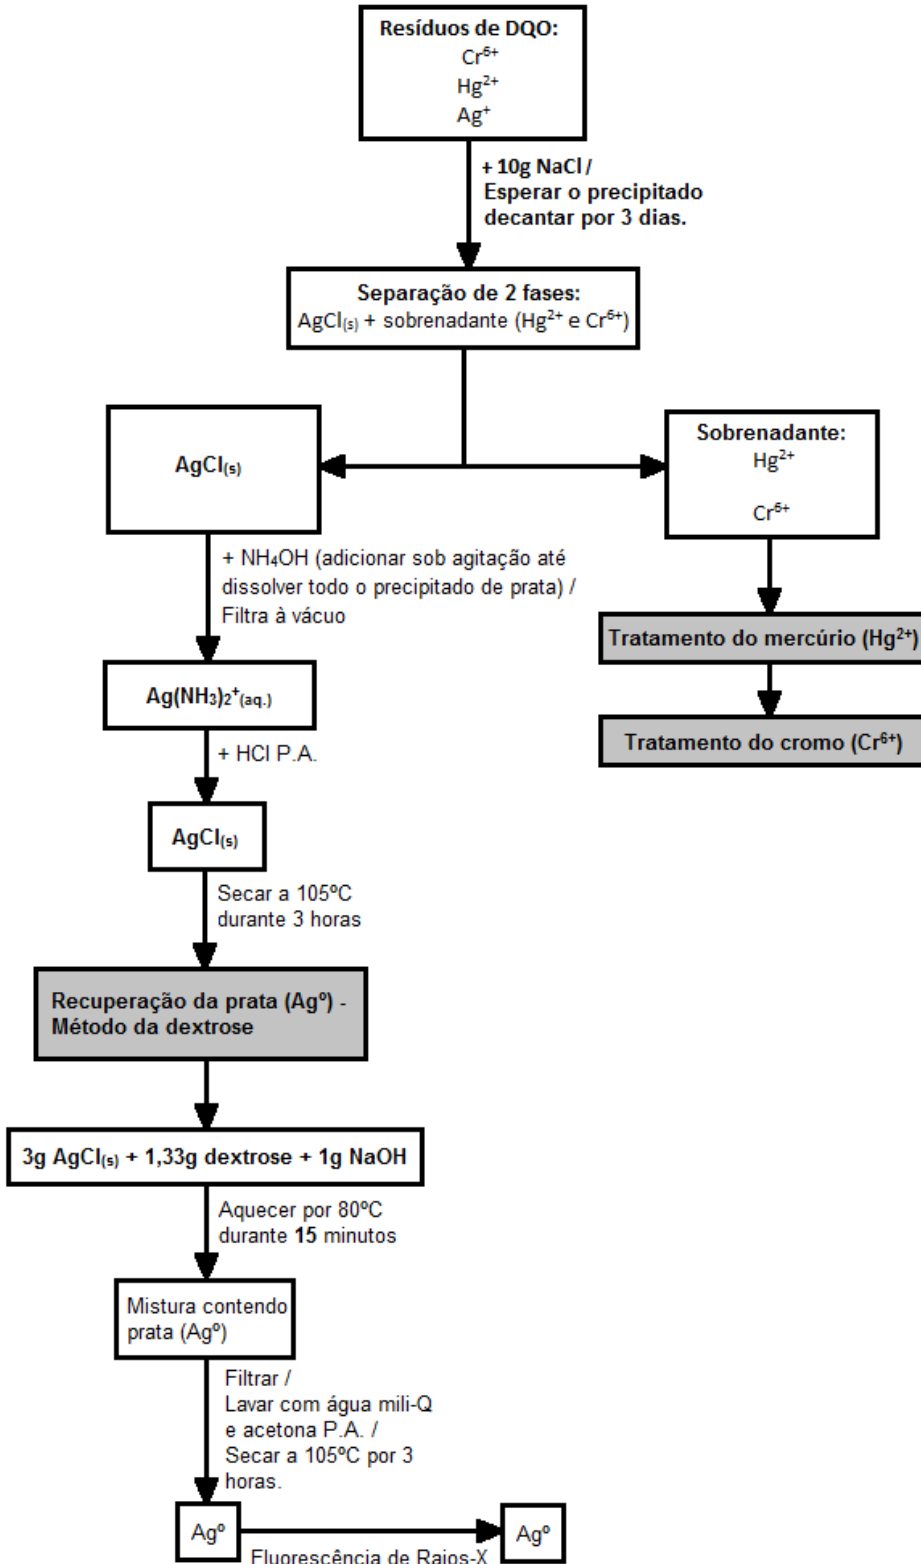 Resíduos de DQO:
Cr⁶⁺
Hg²⁺
Ag⁺
+ 10g NaCl /
Esperar o precipitado
decantar por 3 dias.
Separação de 2 fases:
AgCl₍ₛ₎ + sobrenadante (Hg²⁺ e Cr⁶⁺)
AgCl₍ₛ₎
Sobrenadante:
Hg²⁺
Cr⁶⁺
+ NH₄OH (adicionar sob agitação até
dissolver todo o precipitado de prata) /
Filtra à vácuo
Tratamento do mercúrio (Hg²⁺)
Tratamento do cromo (Cr⁶⁺)
Ag(NH₃)₂⁺(aq.)
+ HCl P.A.
AgCl₍ₛ₎
Secar a 105ºC
durante 3 horas
Recuperação da prata (Agº) -
Método da dextrose
3g AgCl₍ₛ₎ + 1,33g dextrose + 1g NaOH
Aquecer por 80ºC
durante 15 minutos
Mistura contendo
prata (Agº)
Filtrar /
Lavar com água mili-Q
e acetona P.A. /
Secar a 105ºC por 3
horas.
Agº
Fluorescência de Raios-X
Agº